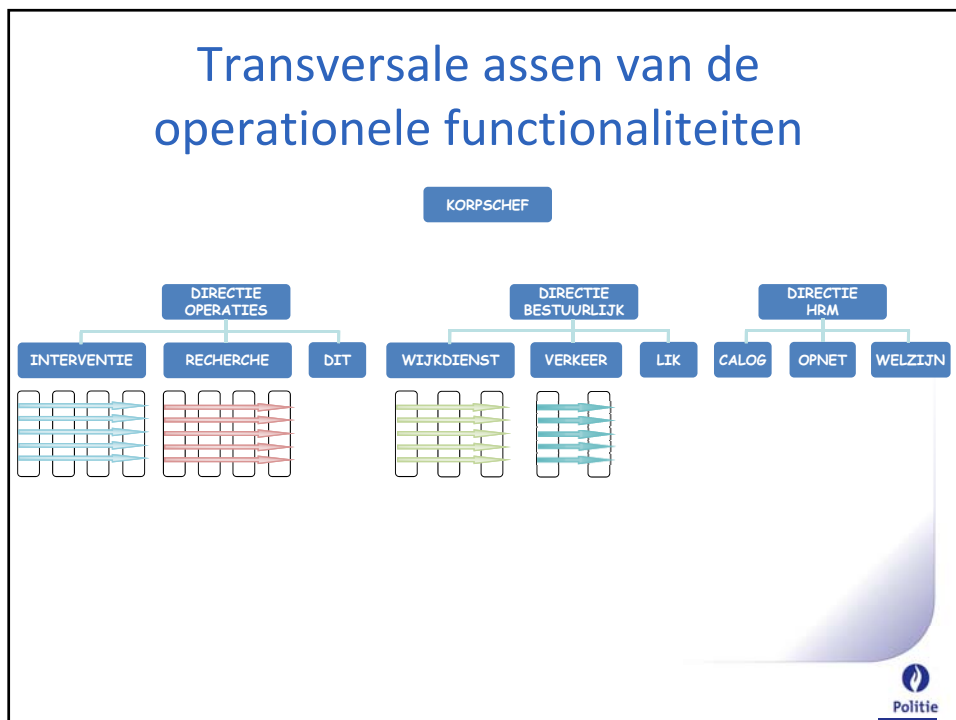 Transversale assen van de
operationele functionaliteiten
KORPSCHEF
DIRECTIE
OPERATIES
DIRECTIE
BESTUURLIJK
DIRECTIE
HRM
INTERVENTIE
RECHERCHE
DIT
WIJKDIENST
VERKEER
LIK
CALOG
OPNET
WELZIJN
Politie